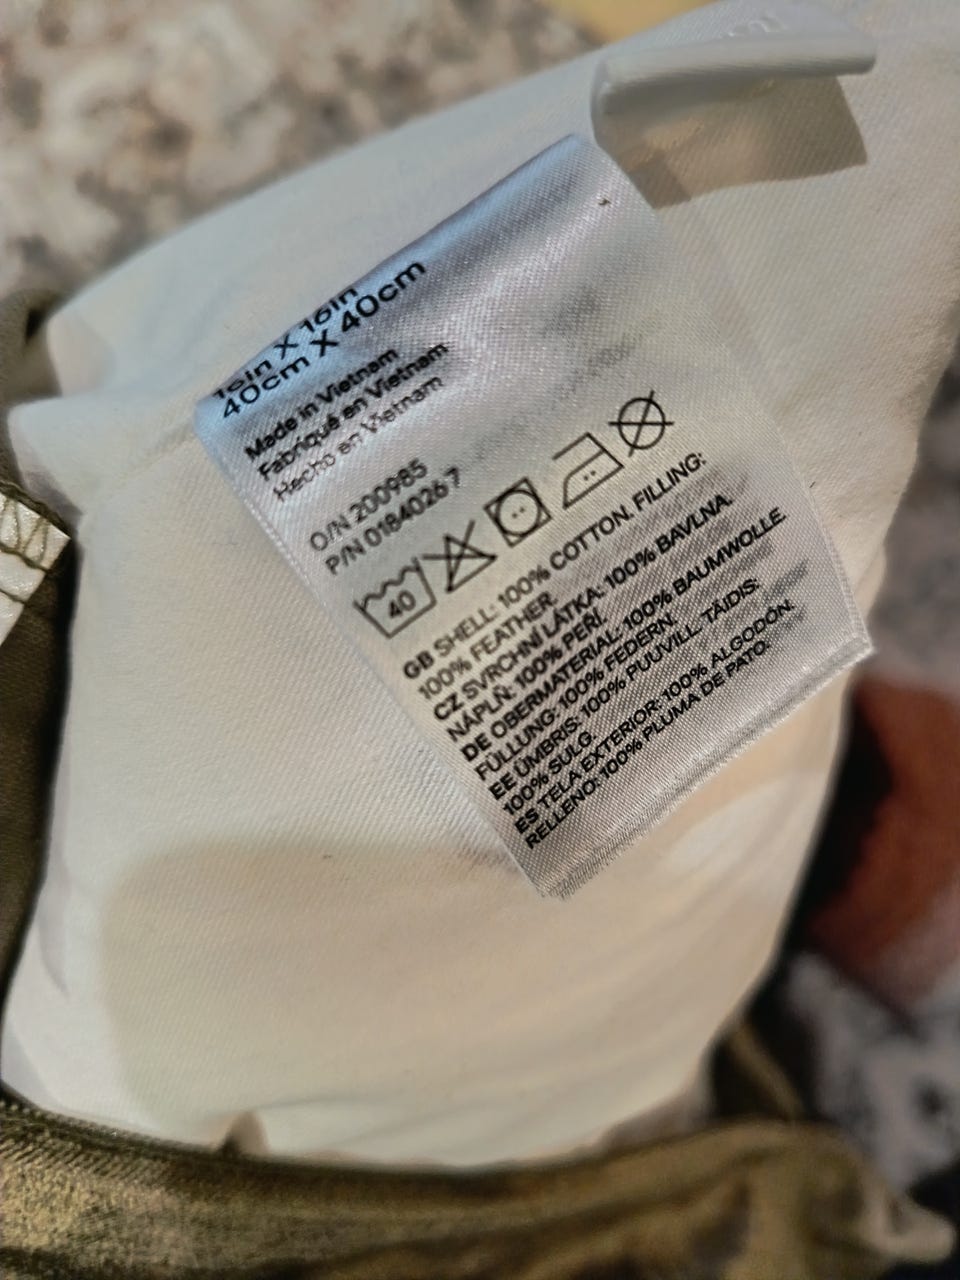 16in X 16in
40cm X 40cm
Made in Vietnam
Fabriqué en Vietnam
Hecho en Vietnam
O/N 200985
P/N 0184026 7
40
GB SHELL: 100% COTTON. FILLING:
100% FEATHER.
CZ SVRCHNÍ LÁTKA: 100% BAVLNA.
NÁPLŇ: 100% PEŘÍ.
DE OBERMATERIAL: 100% BAUMWOLLE.
FÜLLUNG: 100% FEDERN.
EE ÜMBRIS: 100% PUUVILL. TÄIDIS:
100% SULG.
ES TELA EXTERIOR: 100% ALGODÓN.
RELLENO: 100% PLUMA DE PATO.